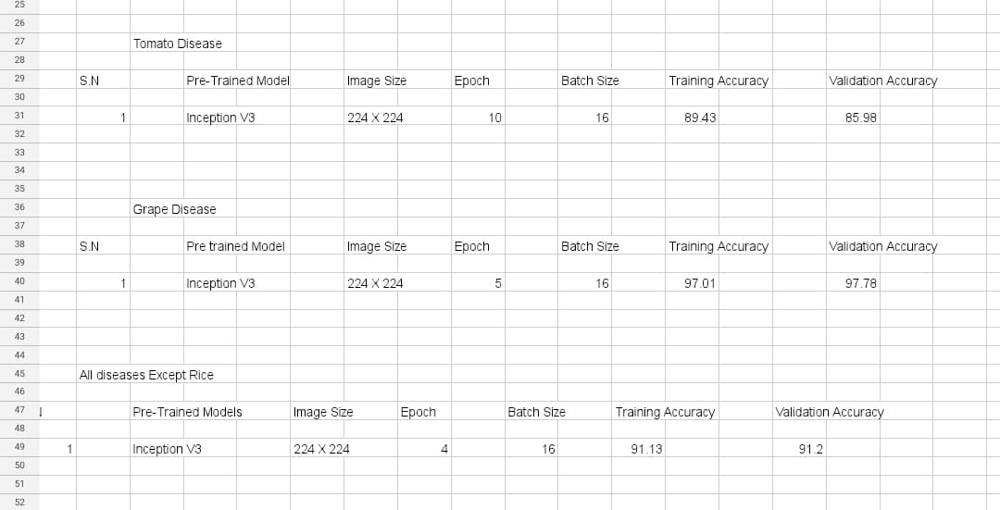 25
26
27 Tomato Disease
28
29 S.N Pre-Trained Model Image Size Epoch Batch Size Training Accuracy Validation Accuracy
30
31 1 Inception V3 224 X 224 10 16 89.43 85.98
32
33
34
35
36 Grape Disease
37
38 S.N Pre trained Model Image Size Epoch Batch Size Training Accuracy Validation Accuracy
39
40 1 Inception V3 224 X 224 5 16 97.01 97.78
41
42
43
44
45 All diseases Except Rice
46
47 Pre-Trained Models Image Size Epoch Batch Size Training Accuracy Validation Accuracy
48
49 1 Inception V3 224 X 224 4 16 91.13 91.2
50
51
52